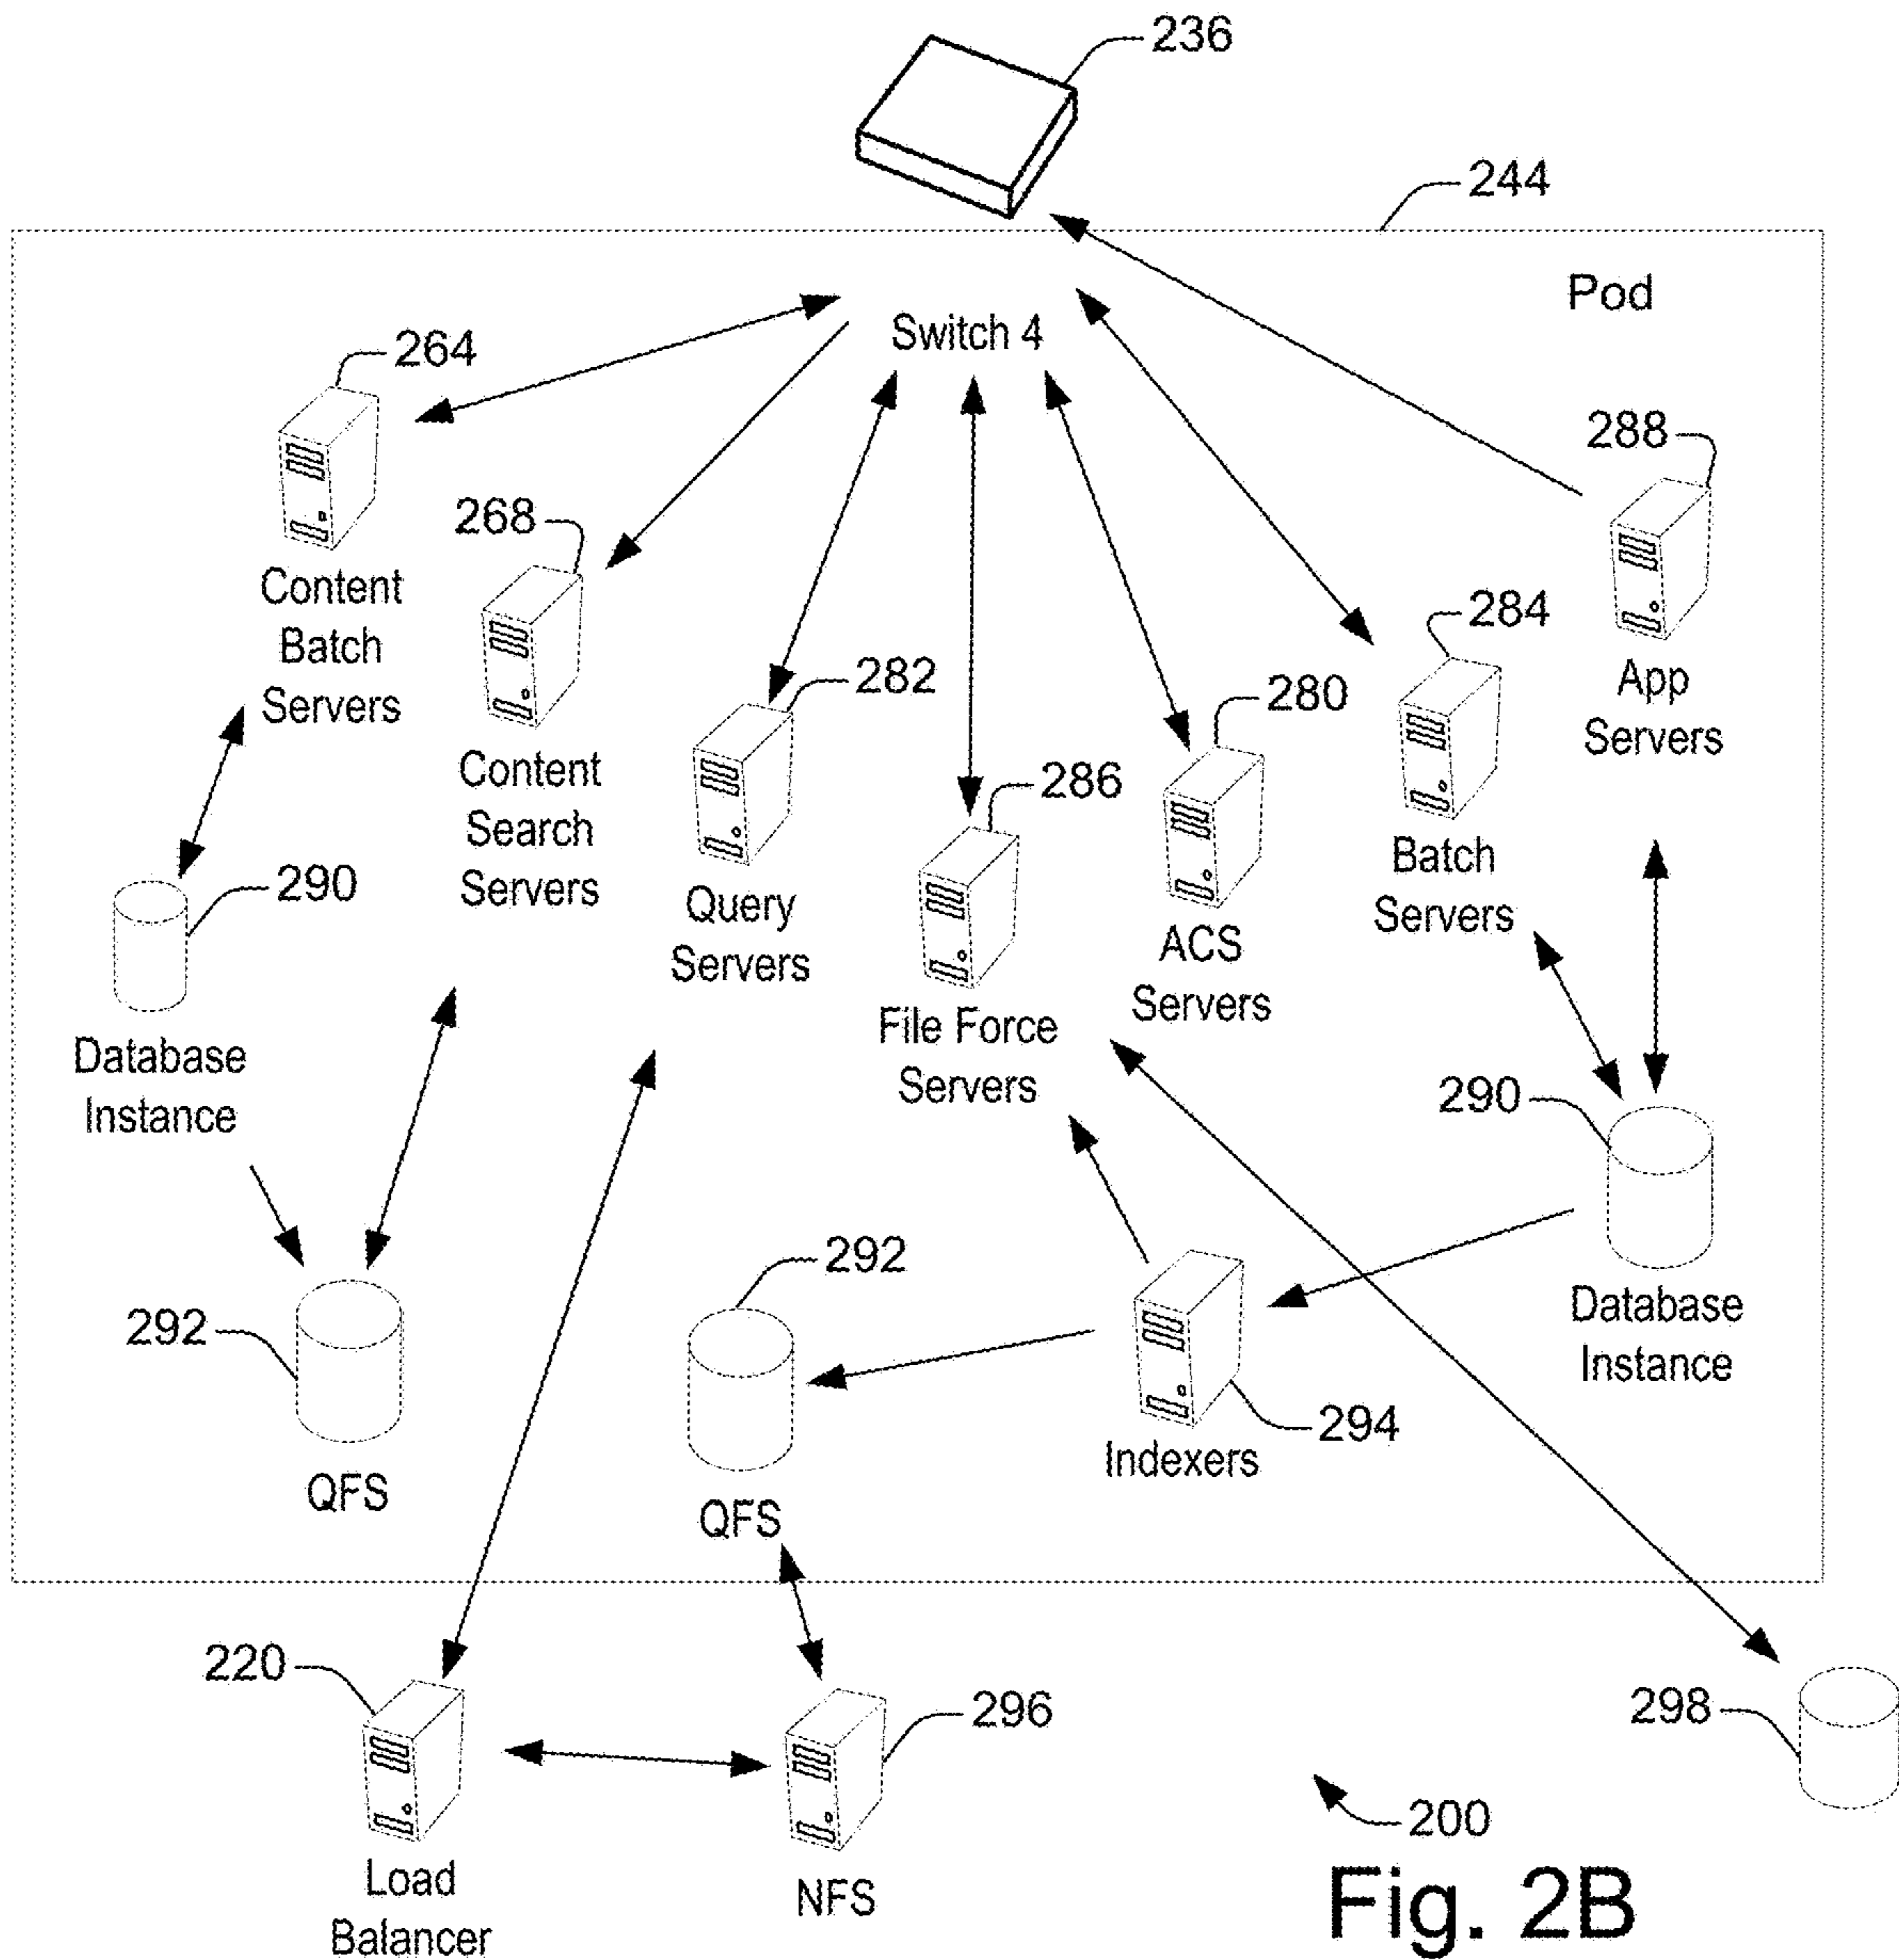 236
244
Pod
Switch 4
264
Content
Batch
Servers
268
Content
Search
Servers
282
Query
Servers
286
File Force
Servers
280
ACS
Servers
284
Batch
Servers
288
App
Servers
290
Database
Instance
290
Database
Instance
292
QFS
292
QFS
294
Indexers
220
Load
Balancer
296
NFS
298
200
Fig. 2B